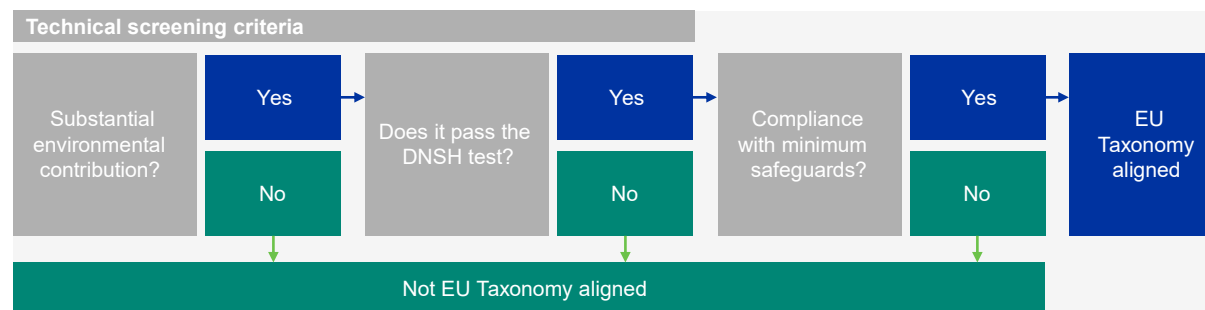 Technical screening criteria
Substantial
environmental
contribution?
Yes
No
Does it pass the
DNSH test?
Yes
No
Compliance
with minimum
safeguards?
Yes
No
EU
Taxonomy
aligned
Not EU Taxonomy aligned